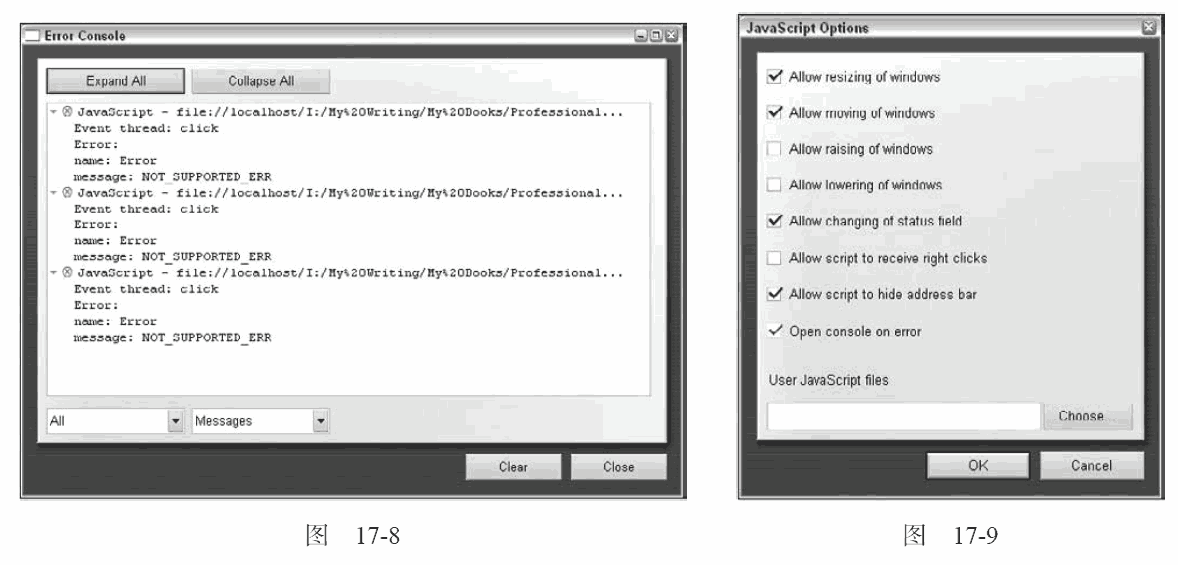 Error Console
Expand All
Collapse All
JavaScript - file://localhost/I:/My%20Writing/My%20Dooks/Professional...
Event thread: click
Error:
name: Error
message: NOT_SUPPORTED_ERR
JavaScript - file://localhost/I:/My%20Writing/My%20Dooks/Professional...
Event thread: click
Error:
name: Error
message: NOT_SUPPORTED_ERR
JavaScript - file://localhost/I:/My%20Writing/My%20Dooks/Professional...
Event thread: click
Error:
name: Error
message: NOT_SUPPORTED_ERR
All
Messages
Clear
Close
图 17-8
JavaScript Options
Allow resizing of windows
Allow moving of windows
Allow raising of windows
Allow lowering of windows
Allow changing of status field
Allow script to receive right clicks
Allow script to hide address bar
Open console on error
User JavaScript files
Choose...
OK
Cancel
图 17-9